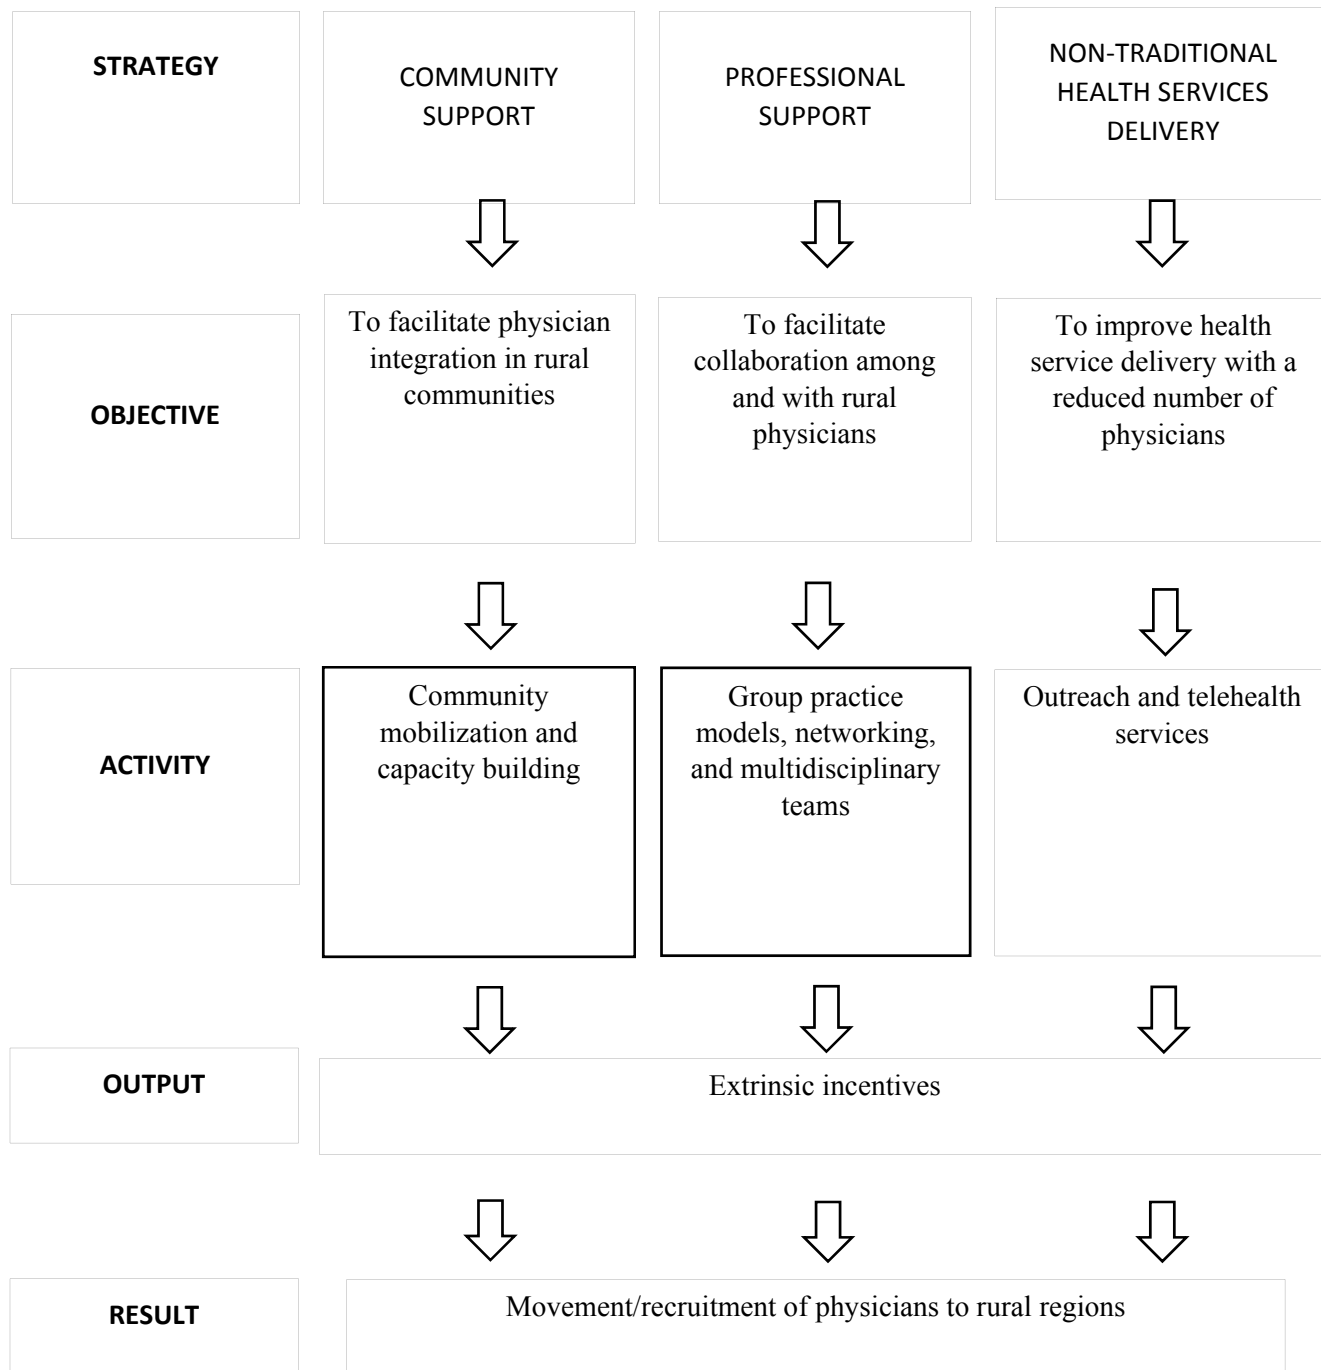 STRATEGY
COMMUNITY
SUPPORT
PROFESSIONAL
SUPPORT
NON-TRADITIONAL
HEALTH SERVICES
DELIVERY
OBJECTIVE
To facilitate physician
integration in rural
communities
To facilitate
collaboration among
and with rural
physicians
To improve health
service delivery with a
reduced number of
physicians
ACTIVITY
Community
mobilization and
capacity building
Group practice
models, networking,
and multidisciplinary
teams
Outreach and telehealth
services
OUTPUT
Extrinsic incentives
RESULT
Movement/recruitment of physicians to rural regions